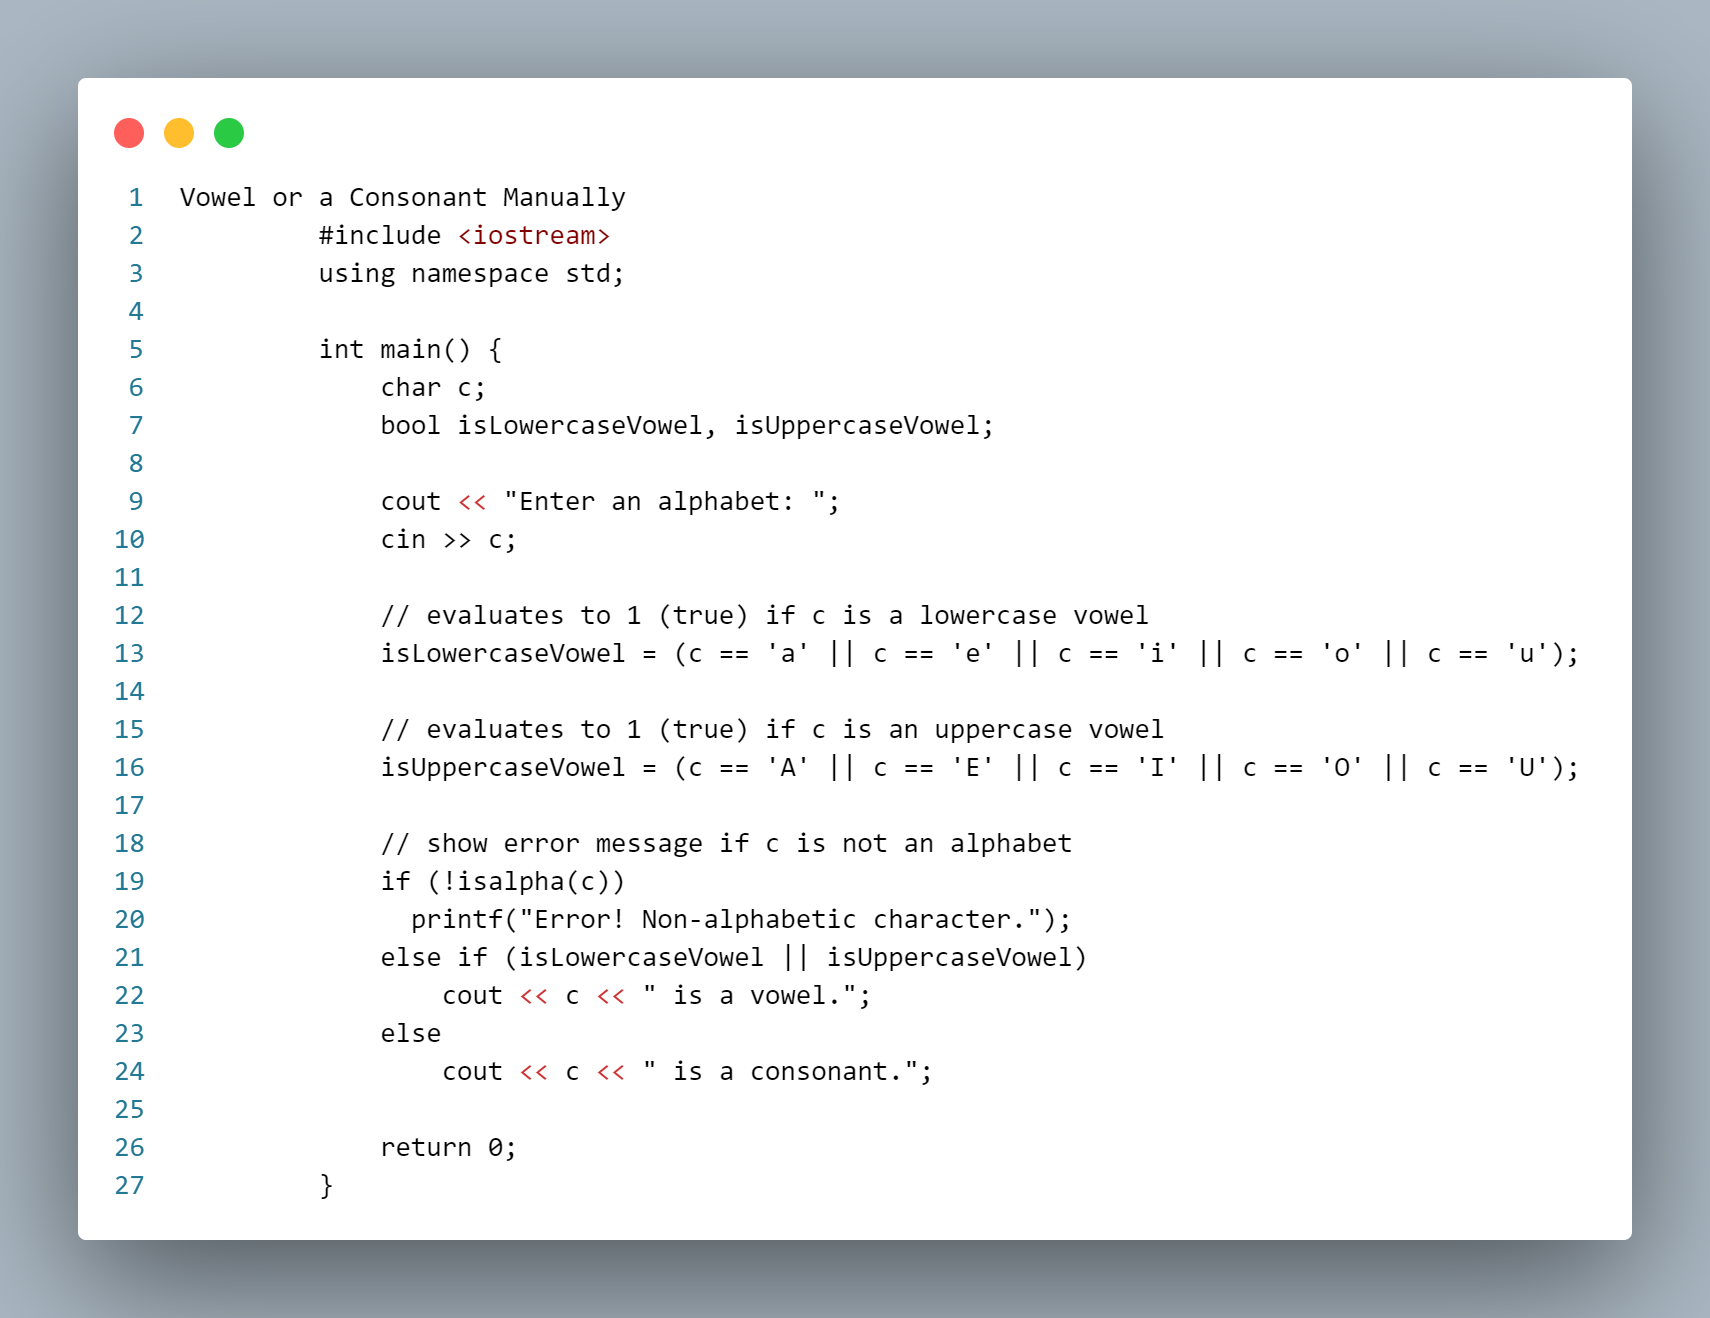 1 Vowel or a Consonant Manually
2 #include <iostream>
3 using namespace std;
4
5 int main() {
6 char c;
7 bool isLowercaseVowel, isUppercaseVowel;
8
9 cout << "Enter an alphabet: ";
10 cin >> c;
11
12 // evaluates to 1 (true) if c is a lowercase vowel
13 isLowercaseVowel = (c == 'a' || c == 'e' || c == 'i' || c == 'o' || c == 'u');
14
15 // evaluates to 1 (true) if c is an uppercase vowel
16 isUppercaseVowel = (c == 'A' || c == 'E' || c == 'I' || c == 'O' || c == 'U');
17
18 // show error message if c is not an alphabet
19 if (!isalpha(c))
20 printf("Error! Non-alphabetic character.");
21 else if (isLowercaseVowel || isUppercaseVowel)
22 cout << c << " is a vowel.";
23 else
24 cout << c << " is a consonant.";
25
26 return 0;
27 }